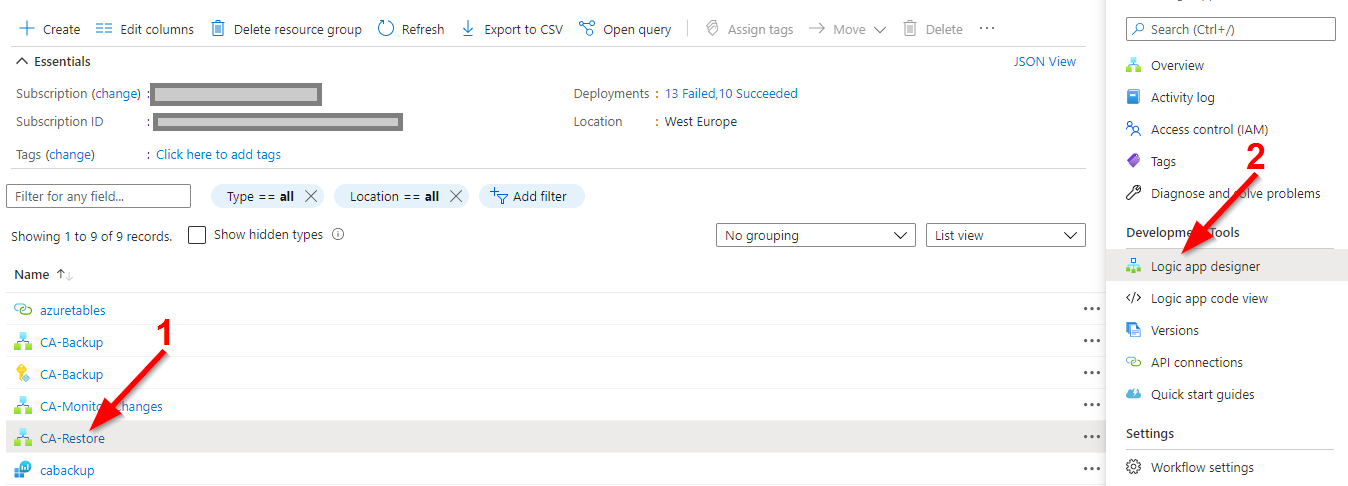 Create Edit columns Delete resource group Refresh Export to CSV Open query Assign tags Move Delete ...
Essentials JSON View
Subscription (change) :
Deployments : 13 Failed,10 Succeeded
Subscription ID :
Location : West Europe
Tags (change) : Click here to add tags
Filter for any field...
Type == all
Location == all
Add filter
Showing 1 to 9 of 9 records.
Show hidden types
No grouping
List view
Name
azuretables
1
CA-Backup
CA-Backup
CA-Monitor changes
CA-Restore
cabackup
Search (Ctrl+/)
Overview
Activity log
Access control (IAM)
2
Tags
Diagnose and solve problems
Development Tools
Logic app designer
</> Logic app code view
Versions
API connections
Quick start guides
Settings
Workflow settings